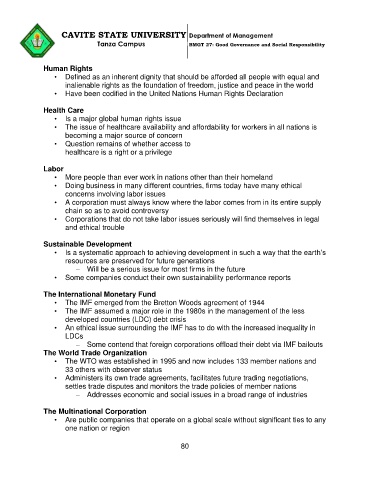 CAVITE STATE UNIVERSITY Department of Management
Tanza Campus BMGT 27: Good Governance and Social Responsibility
Human Rights
• Defined as an inherent dignity that should be afforded all people with equal and
inalienable rights as the foundation of freedom, justice and peace in the world
• Have been codified in the United Nations Human Rights Declaration
Health Care
• Is a major global human rights issue
• The issue of healthcare availability and affordability for workers in all nations is
becoming a major source of concern
• Question remains of whether access to
healthcare is a right or a privilege
Labor
• More people than ever work in nations other than their homeland
• Doing business in many different countries, firms today have many ethical
concerns involving labor issues
• A corporation must always know where the labor comes from in its entire supply
chain so as to avoid controversy
• Corporations that do not take labor issues seriously will find themselves in legal
and ethical trouble
Sustainable Development
• Is a systematic approach to achieving development in such a way that the earth's
resources are preserved for future generations
– Will be a serious issue for most firms in the future
• Some companies conduct their own sustainability performance reports
The International Monetary Fund
• The IMF emerged from the Bretton Woods agreement of 1944
• The IMF assumed a major role in the 1980s in the management of the less
developed countries (LDC) debt crisis
• An ethical issue surrounding the IMF has to do with the increased inequality in
LDCs
– Some contend that foreign corporations offload their debt via IMF bailouts
The World Trade Organization
• The WTO was established in 1995 and now includes 133 member nations and
33 others with observer status
• Administers its own trade agreements, facilitates future trading negotiations,
settles trade disputes and monitors the trade policies of member nations
– Addresses economic and social issues in a broad range of industries
The Multinational Corporation
• Are public companies that operate on a global scale without significant ties to any
one nation or region
80